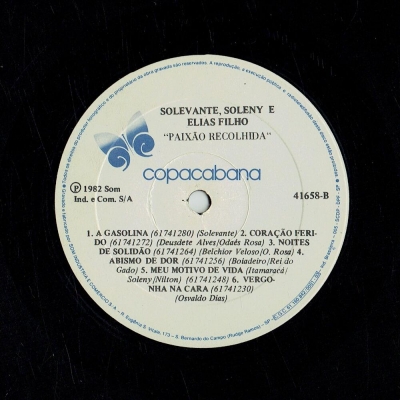 SOLEVANTE, SOLENY E
ELIAS FILHO
"PAIXÃO RECOLHIDA"
copacabana
Ⓟ 1982 Som
Ind. e Com. S/A
41658-B
1. A GASOLINA (61741280) (Solevante) 2. CORAÇÃO FERI-
DO (61741272) (Deusdete Alves/Odaés Rosa) 3. NOITES
DE SOLIDÃO (61741264) (Belchior Veloso/O. Rosa) 4.
ABISMO DE DOR (61741256) (Boiadeiro/Rei do
Gado) 5. MEU MOTIVO DE VIDA (Itamaracá/
Soleny/Nilton) (61741248) 6. VERGO-
NHA NA CARA (61741230)
(Osvaldo Dias)